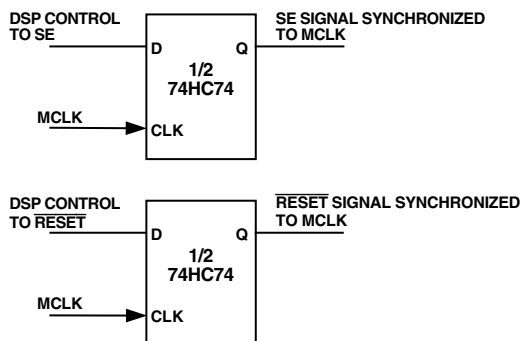 DSP CONTROL
TO SE
D
Q
SE SIGNAL SYNCHRONIZED
TO MCLK
1/2
74HC74
MCLK
CLK
DSP CONTROL
TO RESET
D
Q
RESET SIGNAL SYNCHRONIZED
TO MCLK
1/2
74HC74
MCLK
CLK